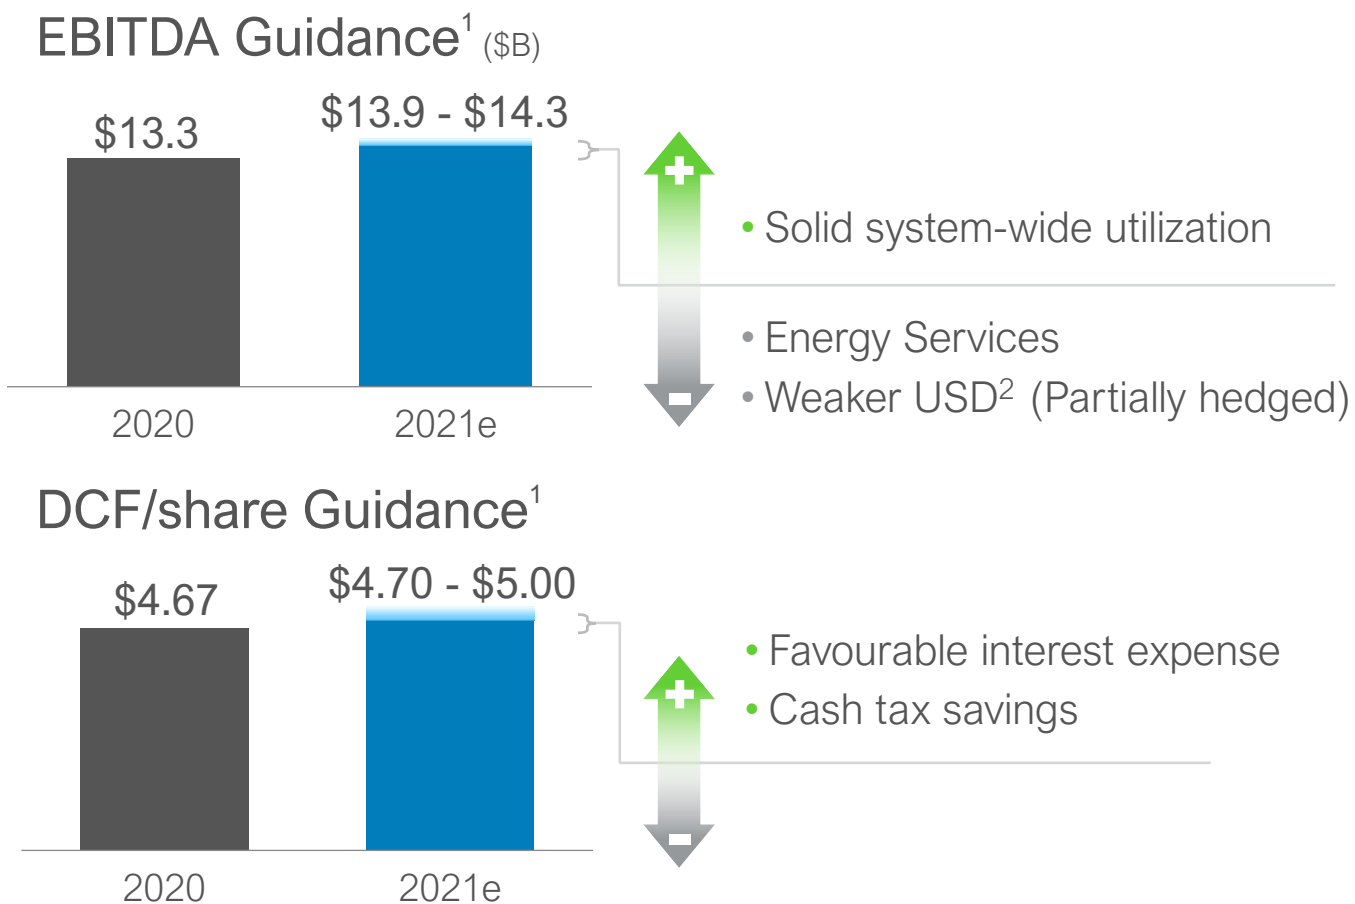 EBITDA Guidance¹ ($B)
$13.3
$13.9 - $14.3
• Solid system-wide utilization
• Energy Services
• Weaker USD² (Partially hedged)
2020
2021e
DCF/share Guidance¹
$4.67
$4.70 - $5.00
• Favourable interest expense
• Cash tax savings
2020
2021e